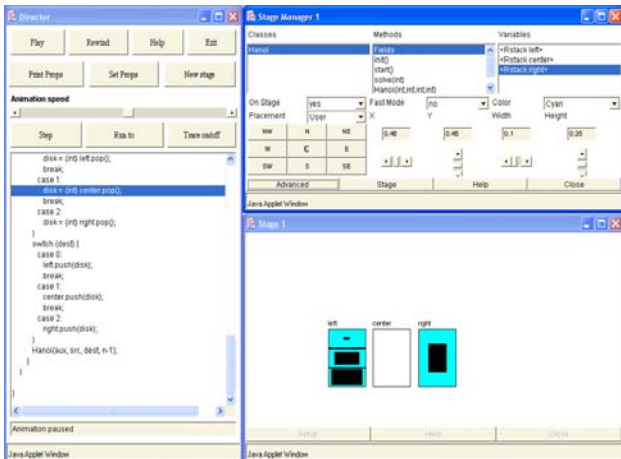 Director
Play Rewind Help Exit
Print Props Set Props New stage
Animation speed
Step Run to Trace on/off
disk = (int) left.pop();
break;
case 1:
disk = (int) center.pop();
break;
case 2:
disk = (int) right.pop();
}
switch (dest) {
case 0:
left.push(disk);
break;
case 1:
center.push(disk);
break;
case 2:
right.push(disk);
}
Hanoi(aux, src, dest, n-1);
}
}
}
Animation paused
Java Applet Window
Stage Manager 1
Classes Methods Variables
Hanoi Fields <Rstack left>
init() <Rstack center>
start() <Rstack right>
solve(int)
Hanoi(int,int,int,int)
On Stage yes Fast Mode no Color Cyan
Placement User X Y Width Height
NW N NE 0.46 0.46 0.1 0.35
W C E
SW S SE
Advanced Stage Help Close
Java Applet Window
Stage 1
left center right
Setup Help Close
Java Applet Window